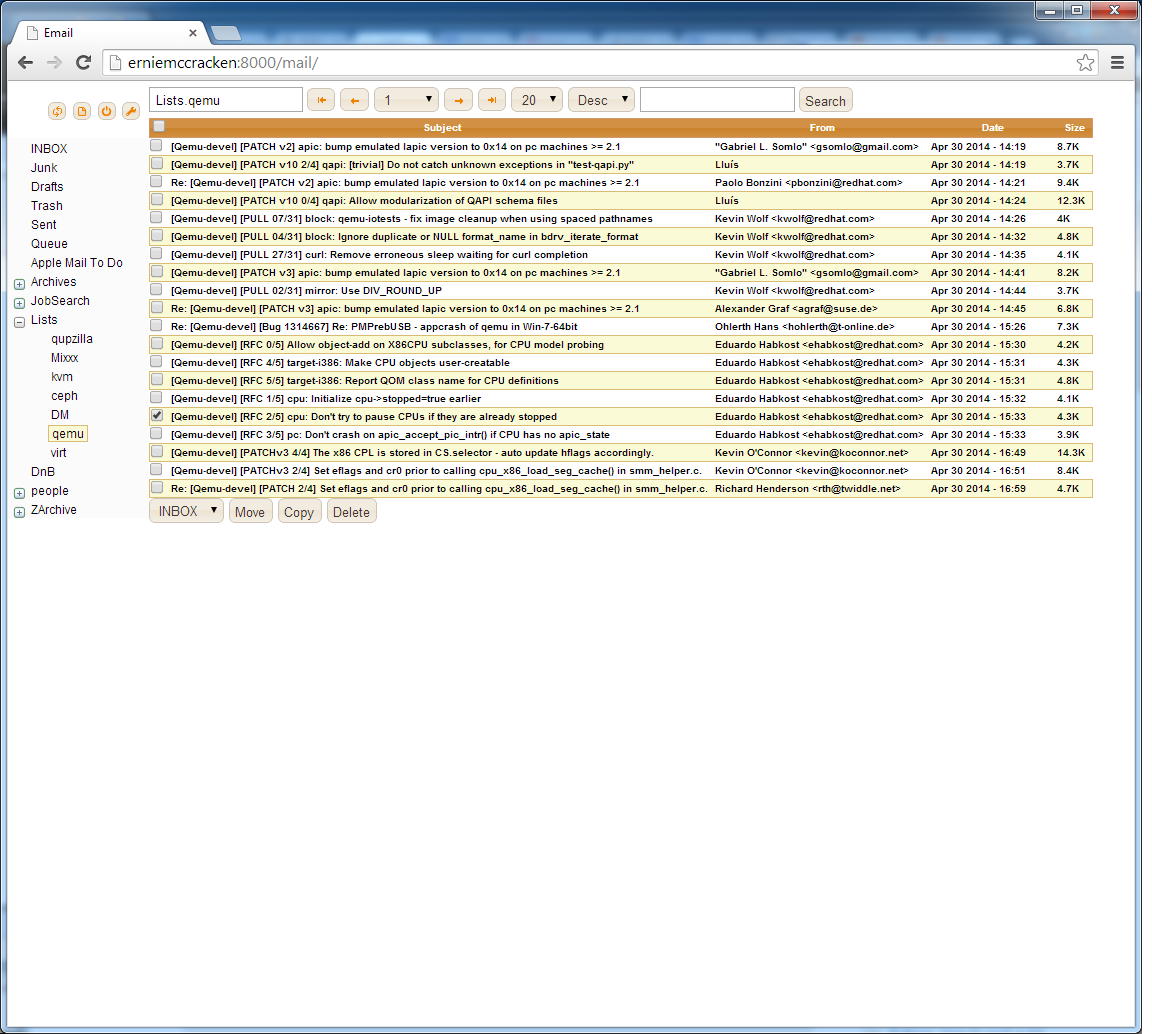 Email
erniemccracken:8000/mail/
Lists.qemu 1 20 Desc Search
INBOX
Junk
Drafts
Trash
Sent
Queue
Apple Mail To Do
Archives
JobSearch
Lists
qupzilla
Mixxx
kvm
ceph
DM
qemu
virt
DnB
people
ZArchive
Subject From Date Size
[Qemu-devel] [PATCH v2] apic: bump emulated lapic version to 0x14 on pc machines >= 2.1 "Gabriel L. Somlo" <gsomlo@gmail.com> Apr 30 2014 - 14:19 8.7K
[Qemu-devel] [PATCH v10 2/4] qapi: [trivial] Do not catch unknown exceptions in "test-qapi.py" Lluís Apr 30 2014 - 14:19 3.7K
Re: [Qemu-devel] [PATCH v2] apic: bump emulated lapic version to 0x14 on pc machines >= 2.1 Paolo Bonzini <pbonzini@redhat.com> Apr 30 2014 - 14:21 9.4K
[Qemu-devel] [PATCH v10 0/4] qapi: Allow modularization of QAPI schema files Lluís Apr 30 2014 - 14:24 12.3K
[Qemu-devel] [PULL 07/31] block: qemu-iotests - fix image cleanup when using spaced pathnames Kevin Wolf <kwolf@redhat.com> Apr 30 2014 - 14:26 4K
[Qemu-devel] [PULL 04/31] block: Ignore duplicate or NULL format_name in bdrv_iterate_format Kevin Wolf <kwolf@redhat.com> Apr 30 2014 - 14:32 4.8K
[Qemu-devel] [PULL 27/31] curl: Remove erroneous sleep waiting for curl completion Kevin Wolf <kwolf@redhat.com> Apr 30 2014 - 14:35 4.1K
[Qemu-devel] [PATCH v3] apic: bump emulated lapic version to 0x14 on pc machines >= 2.1 "Gabriel L. Somlo" <gsomlo@gmail.com> Apr 30 2014 - 14:41 8.2K
[Qemu-devel] [PULL 02/31] mirror: Use DIV_ROUND_UP Kevin Wolf <kwolf@redhat.com> Apr 30 2014 - 14:44 3.7K
Re: [Qemu-devel] [PATCH v3] apic: bump emulated lapic version to 0x14 on pc machines >= 2.1 Alexander Graf <agraf@suse.de> Apr 30 2014 - 14:45 6.8K
Re: [Qemu-devel] [Bug 1314667] Re: PMPrebUSB - appcrash of qemu in Win-7-64bit Ohlerth Hans <hohlerth@t-online.de> Apr 30 2014 - 15:26 7.3K
[Qemu-devel] [RFC 0/5] Allow object-add on X86CPU subclasses, for CPU model probing Eduardo Habkost <ehabkost@redhat.com> Apr 30 2014 - 15:30 4.2K
[Qemu-devel] [RFC 4/5] target-i386: Make CPU objects user-creatable Eduardo Habkost <ehabkost@redhat.com> Apr 30 2014 - 15:31 4.3K
[Qemu-devel] [RFC 5/5] target-i386: Report QOM class name for CPU definitions Eduardo Habkost <ehabkost@redhat.com> Apr 30 2014 - 15:31 4.8K
[Qemu-devel] [RFC 1/5] cpu: Initialize cpu->stopped=true earlier Eduardo Habkost <ehabkost@redhat.com> Apr 30 2014 - 15:32 4.1K
[Qemu-devel] [RFC 2/5] cpu: Don't try to pause CPUs if they are already stopped Eduardo Habkost <ehabkost@redhat.com> Apr 30 2014 - 15:33 4.3K
[Qemu-devel] [RFC 3/5] pc: Don't crash on apic_accept_pic_intr() if CPU has no apic_state Eduardo Habkost <ehabkost@redhat.com> Apr 30 2014 - 15:33 3.9K
[Qemu-devel] [PATCHv3 4/4] The x86 CPL is stored in CS.selector - auto update hflags accordingly. Kevin O'Connor <kevin@koconnor.net> Apr 30 2014 - 16:49 14.3K
[Qemu-devel] [PATCHv3 2/4] Set eflags and cr0 prior to calling cpu_x86_load_seg_cache() in smm_helper.c. Kevin O'Connor <kevin@koconnor.net> Apr 30 2014 - 16:51 8.4K
Re: [Qemu-devel] [PATCH 2/4] Set eflags and cr0 prior to calling cpu_x86_load_seg_cache() in smm_helper.c. Richard Henderson <rth@twiddle.net> Apr 30 2014 - 16:59 4.7K
INBOX Move Copy Delete